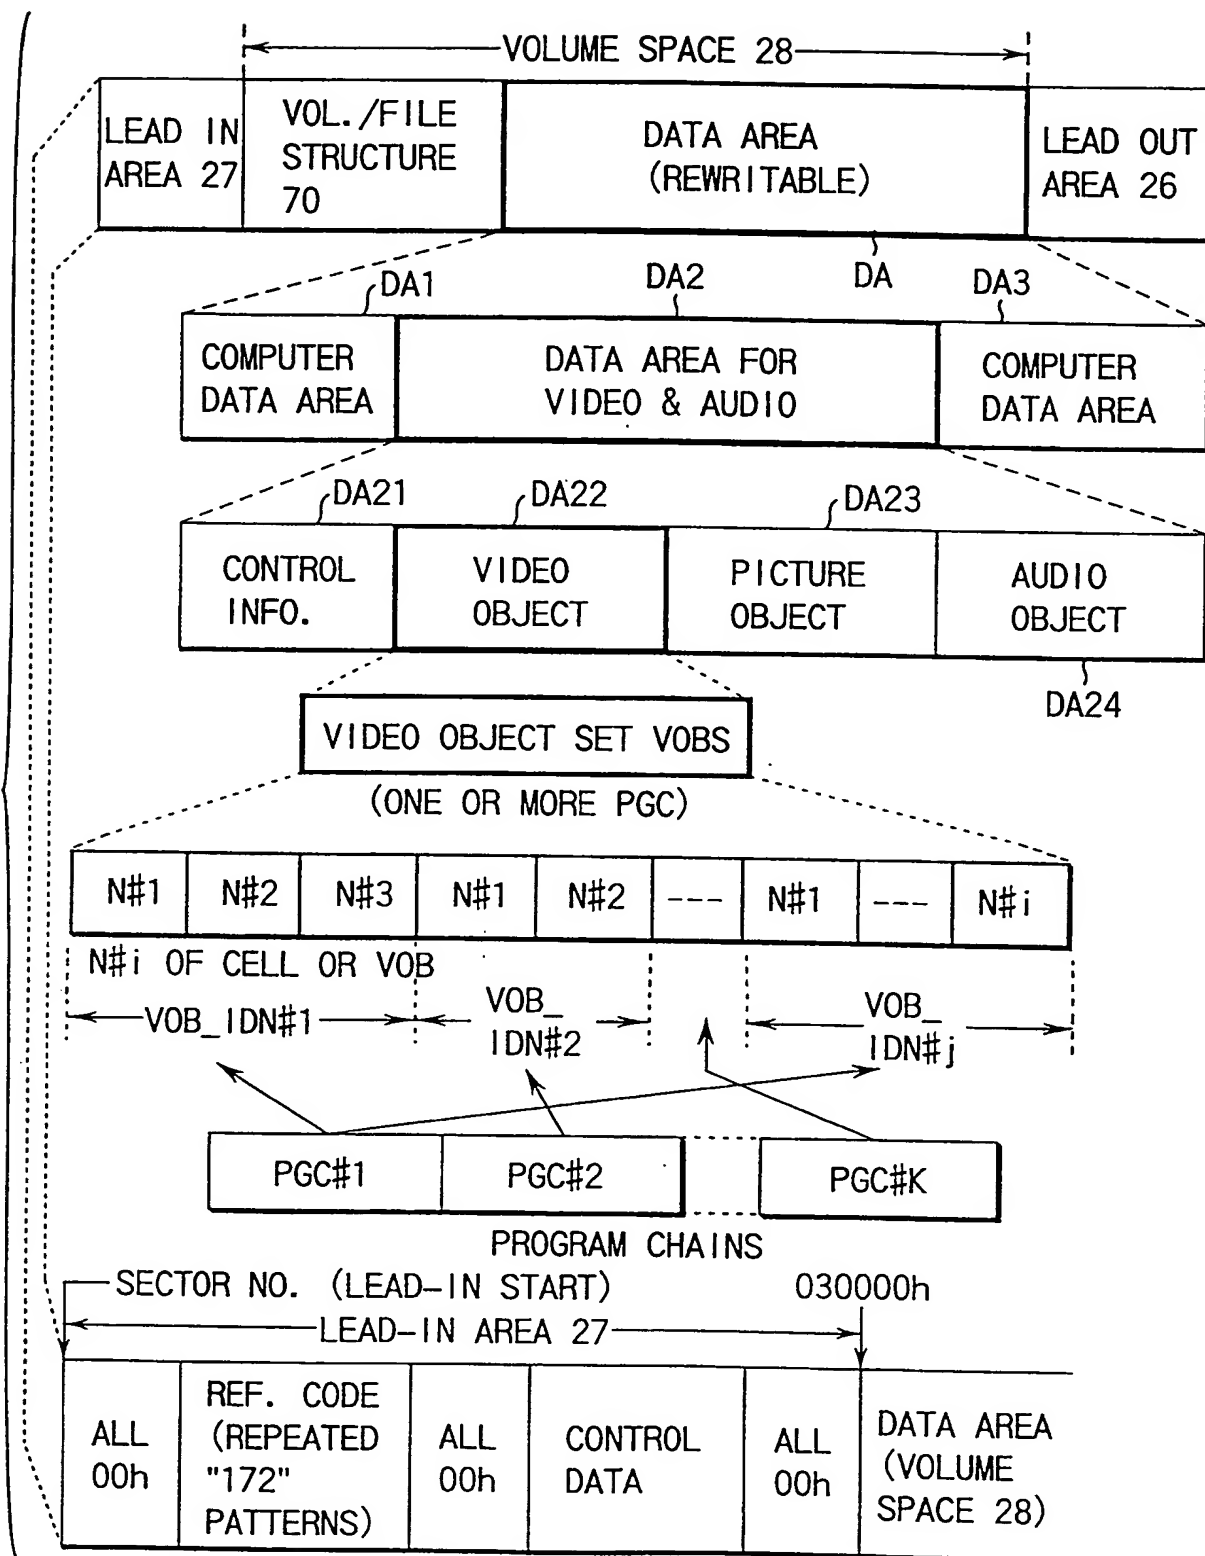 VOLUME SPACE 28
LEAD IN
AREA 27
VOL./FILE
STRUCTURE
70
DATA AREA
(REWRITABLE)
LEAD OUT
AREA 26
DA1
DA2
DA
DA3
COMPUTER
DATA AREA
DATA AREA FOR
VIDEO & AUDIO
COMPUTER
DATA AREA
DA21
DA22
DA23
CONTROL
INFO.
VIDEO
OBJECT
PICTURE
OBJECT
AUDIO
OBJECT
DA24
VIDEO OBJECT SET VOBS
(ONE OR MORE PGC)
N#1 N#2 N#3 N#1 N#2 --- N#1 --- N#i
N#i OF CELL OR VOB
VOB_IDN#1
VOB_
IDN#2
VOB_
IDN#j
PGC#1 PGC#2 PGC#K
PROGRAM CHAINS
SECTOR NO. (LEAD-IN START)
030000h
LEAD-IN AREA 27
ALL
00h
REF. CODE
(REPEATED
"172"
PATTERNS)
ALL
00h
CONTROL
DATA
ALL
00h
DATA AREA
(VOLUME
SPACE 28)